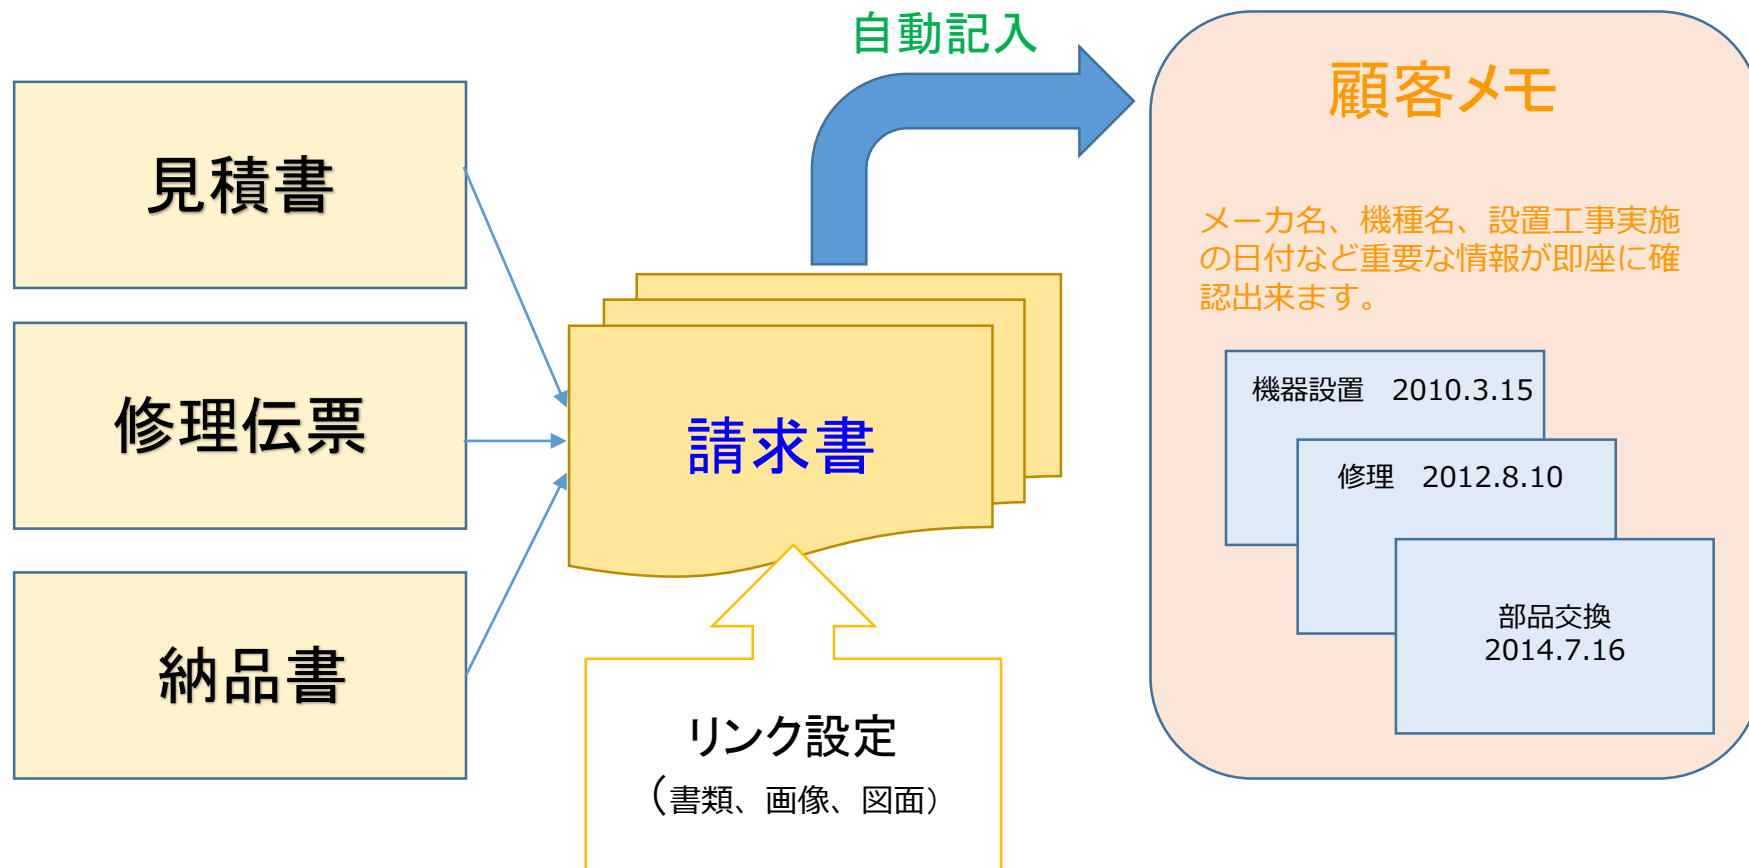 自動記入
見積書
修理伝票
納品書
請求書
リンク設定
（書類、画像、図面）
顧客メモ
メーカ名、機種名、設置工事実施
の日付など重要な情報が即座に確
認出来ます。
機器設置　2010.3.15
修理　2012.8.10
部品交換
2014.7.16